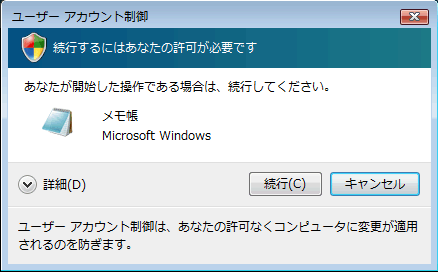 ユーザー アカウント制御
続行するにはあなたの許可が必要です
あなたが開始した操作である場合は、続行してください。
メモ帳
Microsoft Windows
詳細(D)
続行(C)
キャンセル
ユーザー アカウント制御は、あなたの許可なくコンピュータに変更が適用
されるのを防ぎます。